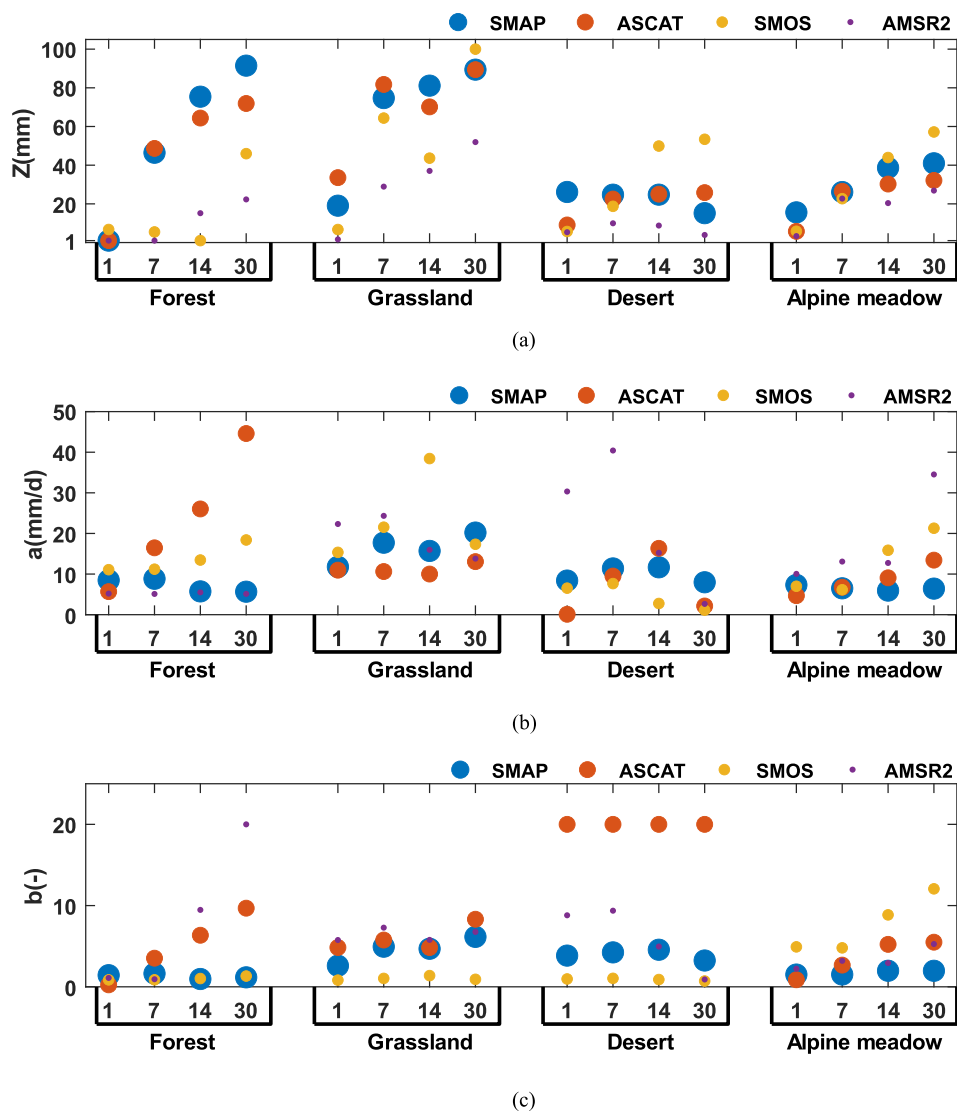 SMAP ASCAT SMOS AMSR2
100
80
60
40
20
1
Z(mm)
1 7 14 30 1 7 14 30 1 7 14 30 1 7 14 30
Forest Grassland Desert Alpine meadow
(a)
SMAP ASCAT SMOS AMSR2
50
40
30
20
10
0
a(mm/d)
1 7 14 30 1 7 14 30 1 7 14 30 1 7 14 30
Forest Grassland Desert Alpine meadow
(b)
SMAP ASCAT SMOS AMSR2
20
10
0
b(-)
1 7 14 30 1 7 14 30 1 7 14 30 1 7 14 30
Forest Grassland Desert Alpine meadow
(c)